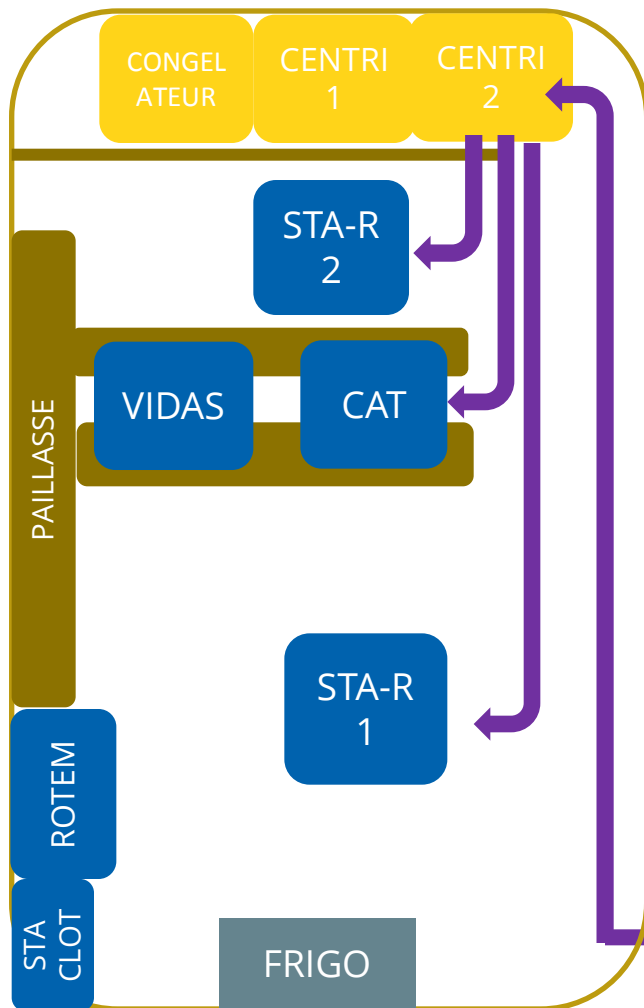 CONGEL
ATEUR
CENTRI
1
CENTRI
2
STA-R
2
VIDAS
CAT
PAILLASSE
STA-R
1
ROTEM
STA
CLOT
FRIGO